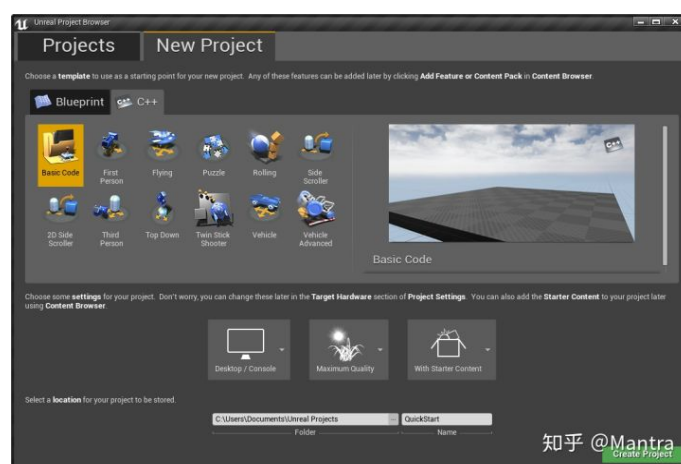 Unreal Project Browser
Projects
New Project
Choose a template to use as a starting point for your new project. Any of these features can be added later by clicking Add Feature or Content Pack in Content Browser.
Blueprint
C++
C++
Basic Code
First
Person
Flying
Puzzle
Rolling
Side
Scroller
2D Side
Scroller
Third
Person
Top Down
Twin Stick
Shooter
Vehicle
Vehicle
Advanced
C++
Basic Code
Choose some settings for your project. Don't worry, you can change these later in the Target Hardware section of Project Settings. You can also add the Starter Content to your project later
using Content Browser.
Desktop / Console
Maximum Quality
With Starter Content
Select a location for your project to be stored.
C:\Users\Documents\Unreal Projects
...
QuickStart
Folder
Name
知乎 @Mantra
Create Project